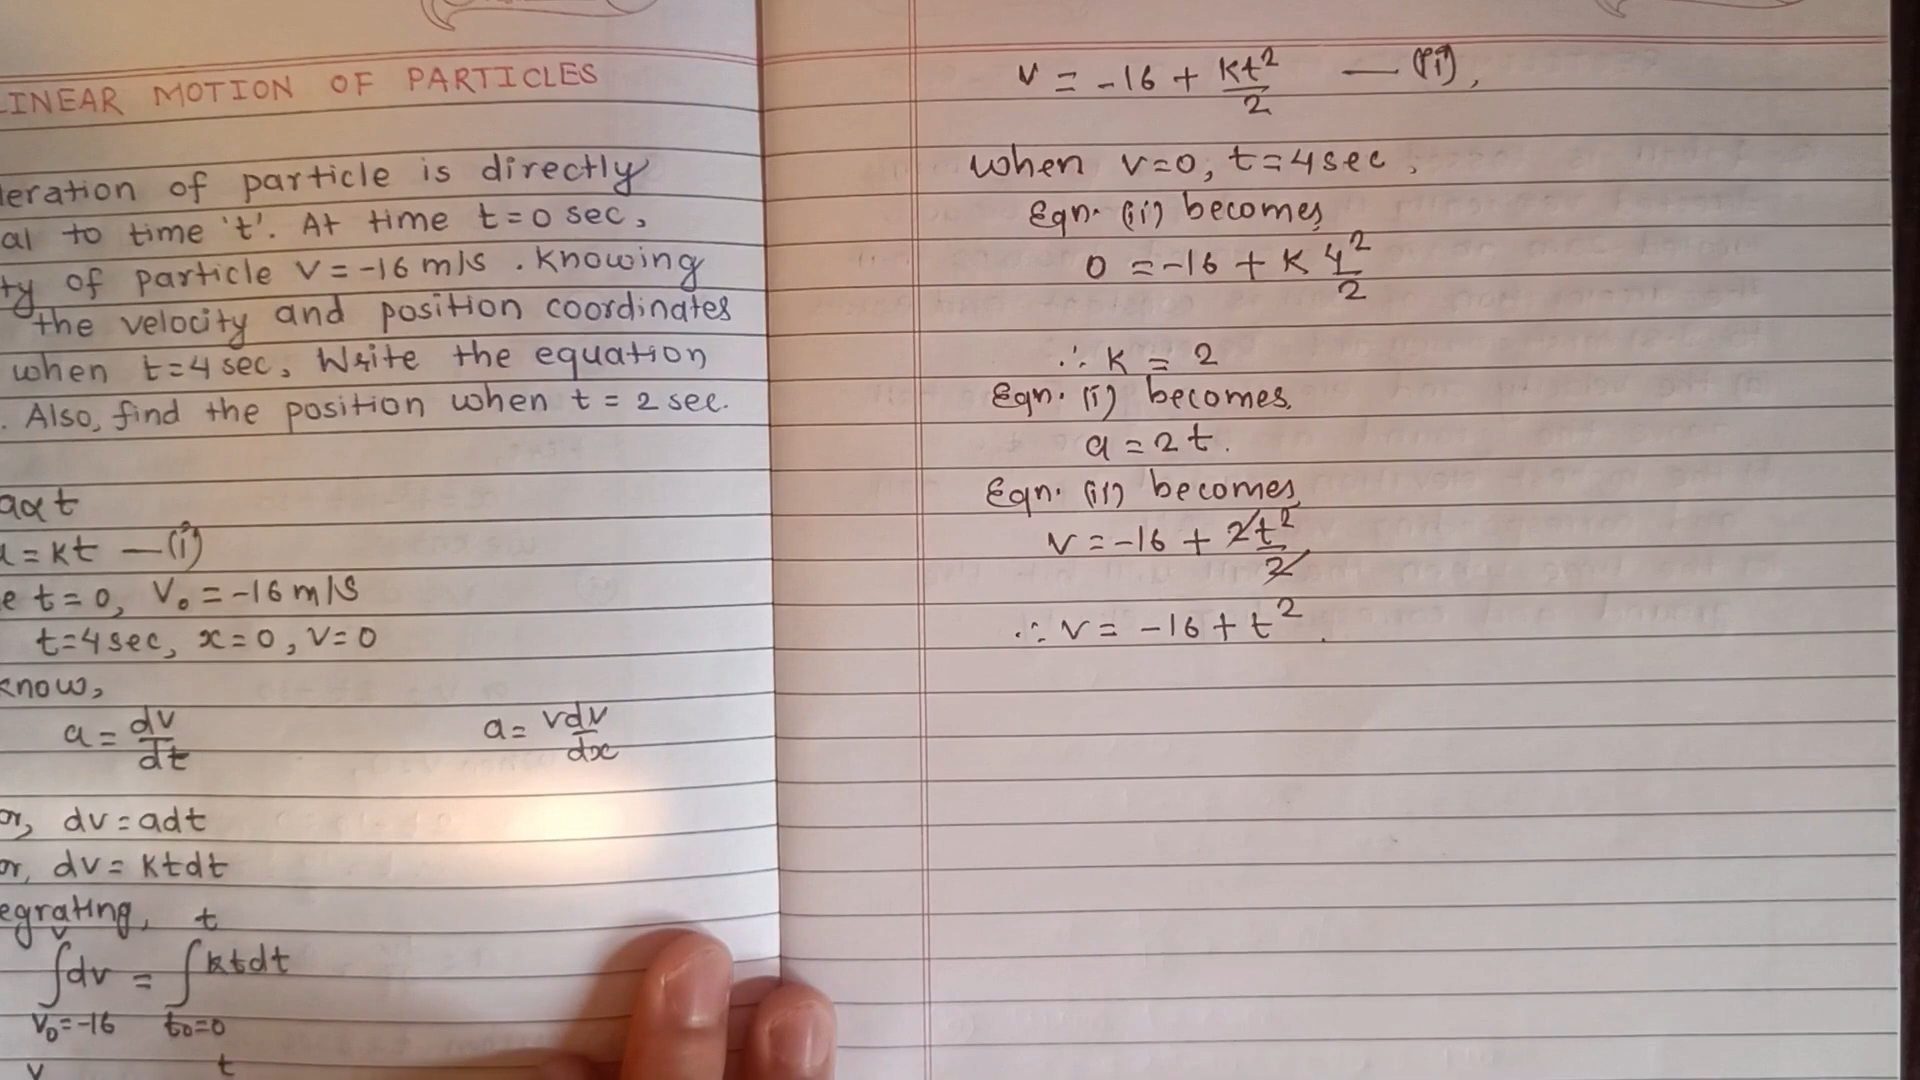 LINEAR MOTION OF PARTICLES
leration of particle is directly
al to time 't'. At time t=0 sec,
ty of particle v=-16 m/s. Knowing
the velocity and position coordinates
when t=4 sec, Write the equation
. Also, find the position when t = 2 sec.
a∝t
a=kt —(i)
e t=0, V₀=-16 m/s
t=4sec, x=0, v=0
know,
a=dv/dt a=vdv/dx
or, dv=adt
or, dv=ktdt
egrating,
∫dv = ∫ktdt
v t
v₀=-16 t₀=0
v t
v = -16 + kt²/2 — (ii),
When v=0, t=4sec,
Eqn. (ii) becomes,
0 = -16 + k 4²/2
∴ k = 2
Eqn. (i) becomes,
a=2t.
Eqn. (ii) becomes,
v = -16 + 2t²/2
∴ v = -16+t².